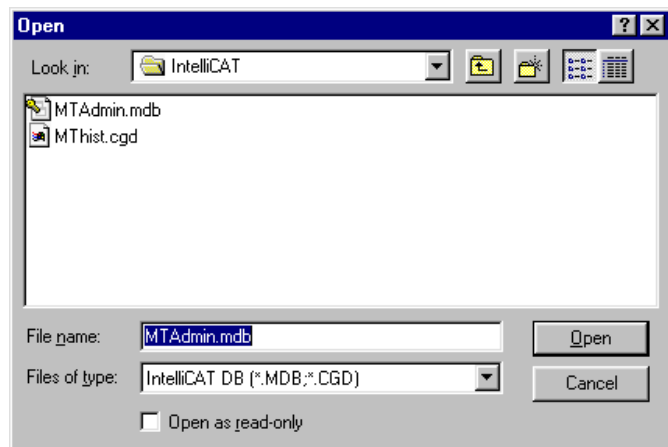 Open
Look in: IntelliCAT
MTAdmin.mdb
MThist.cgd
File name: MTAdmin.mdb Open
Files of type: IntelliCAT DB (*.MDB;*.CGD) Cancel
Open as read-only